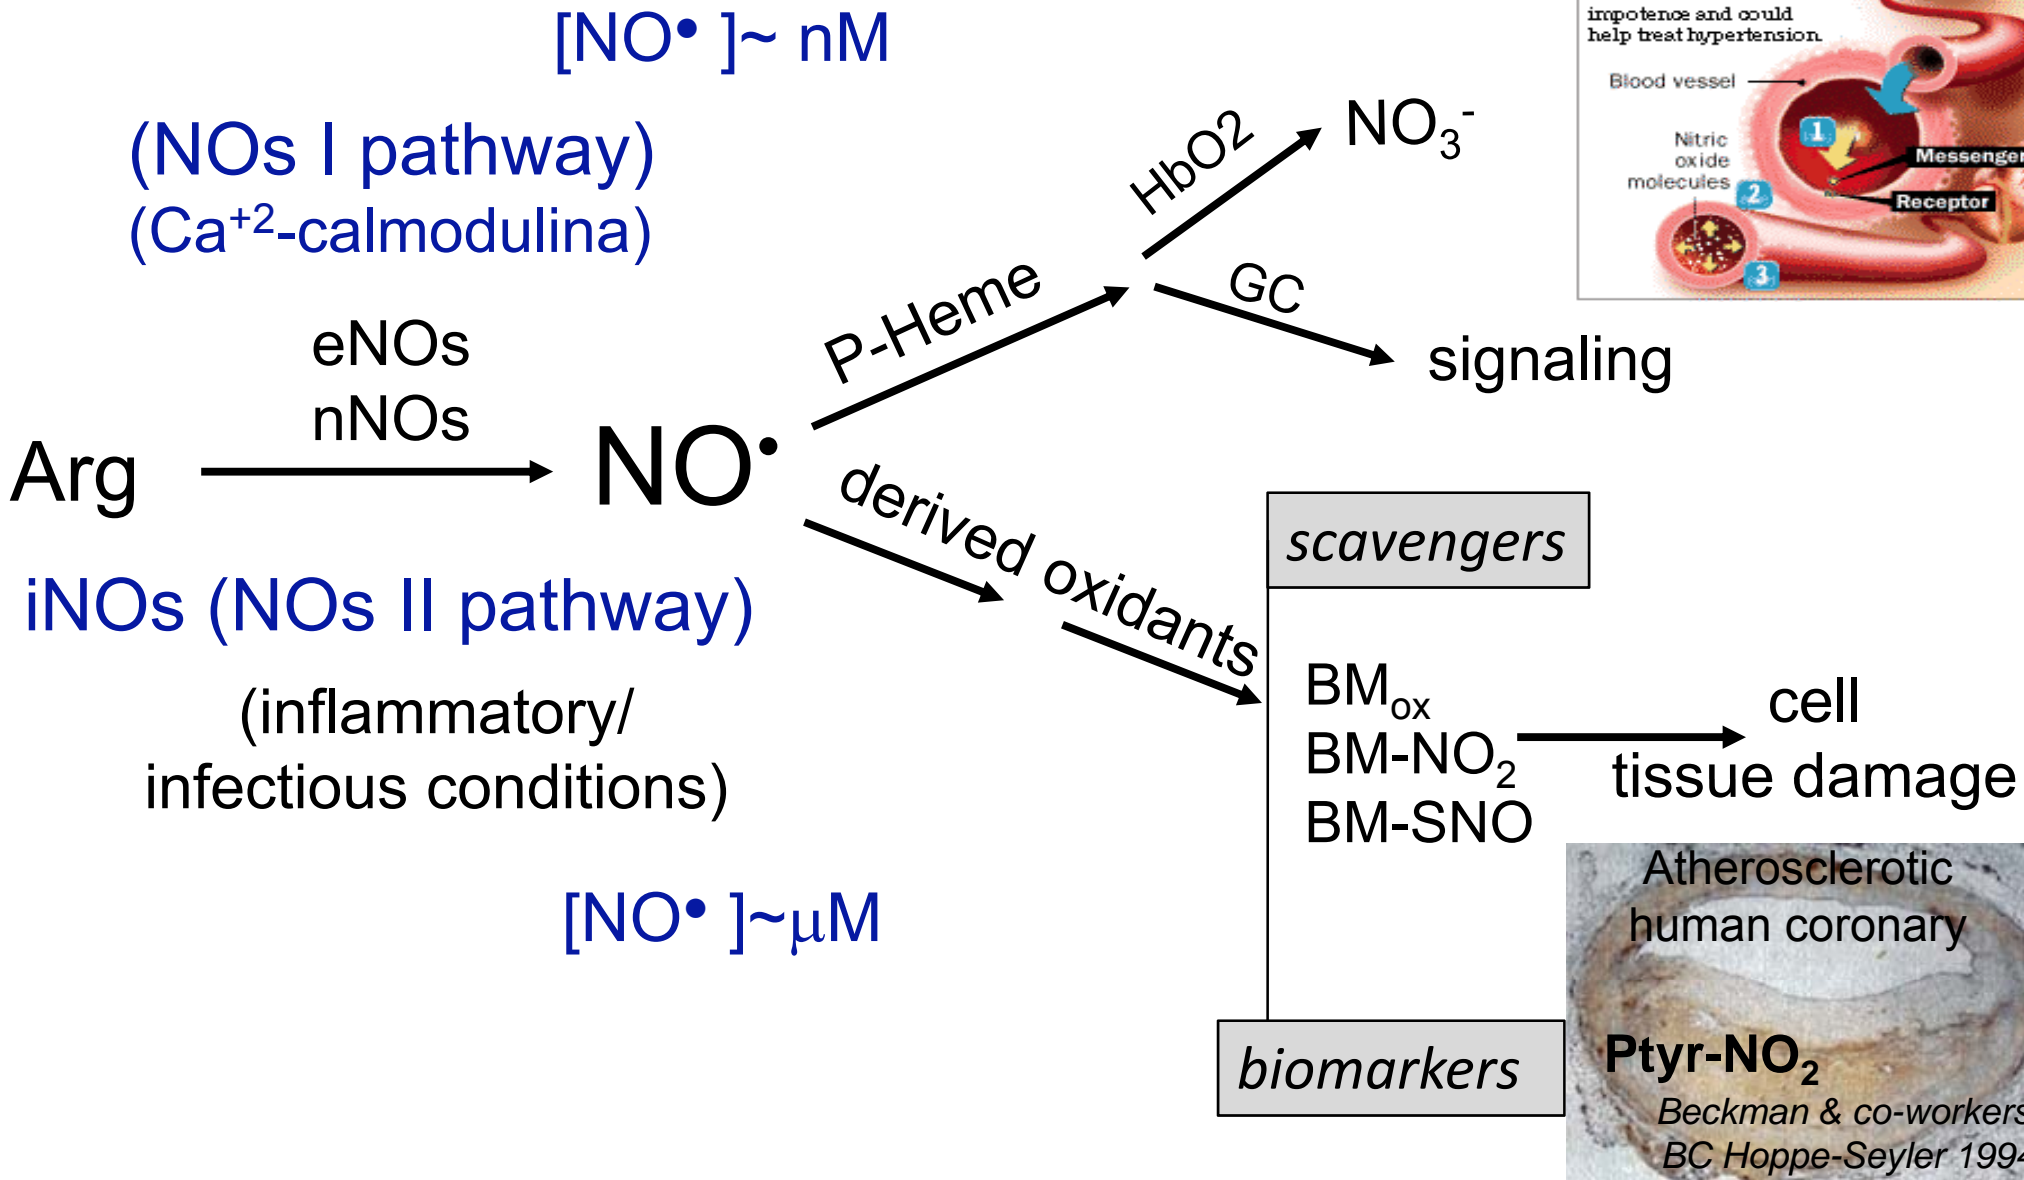 [NO• ]~ nM
(NOs I pathway)
(Ca⁺²-calmodulina)
eNOs
nNOs
Arg
NO•
iNOs (NOs II pathway)
(inflammatory/
infectious conditions)
[NO• ]~μM
P-Heme
HbO2
NO₃⁻
GC
signaling
derived oxidants
scavengers
BMₒₓ
BM-NO₂
BM-SNO
biomarkers
cell
tissue damage
impotence and could
help treat hypertension.
Blood vessel
Nitric
oxide
molecules
1
2
3
Messenger
Receptor
Atherosclerotic
human coronary
Ptyr-NO₂
Beckman & co-workers
BC Hoppe-Seyler 1994